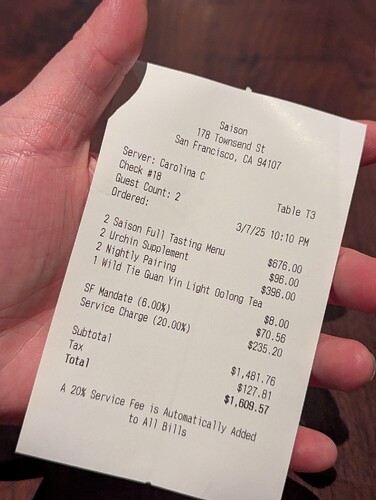 Saison
178 Townsend St
San Francisco, CA 94107
Server: Carolina C
Check #18 Table T3
Guest Count: 2
Ordered: 3/7/25 10:10 PM
2 Saison Full Tasting Menu $676.00
2 Urchin Supplement $96.00
2 Nightly Pairing $396.00
1 Wild Tie Guan Yin Light Oolong Tea $8.00
SF Mandate (6.00%) $70.56
Service Charge (20.00%) $235.20
Subtotal $1,481.76
Tax $127.81
Total $1,609.57
A 20% Service Fee is Automatically Added
to All Bills